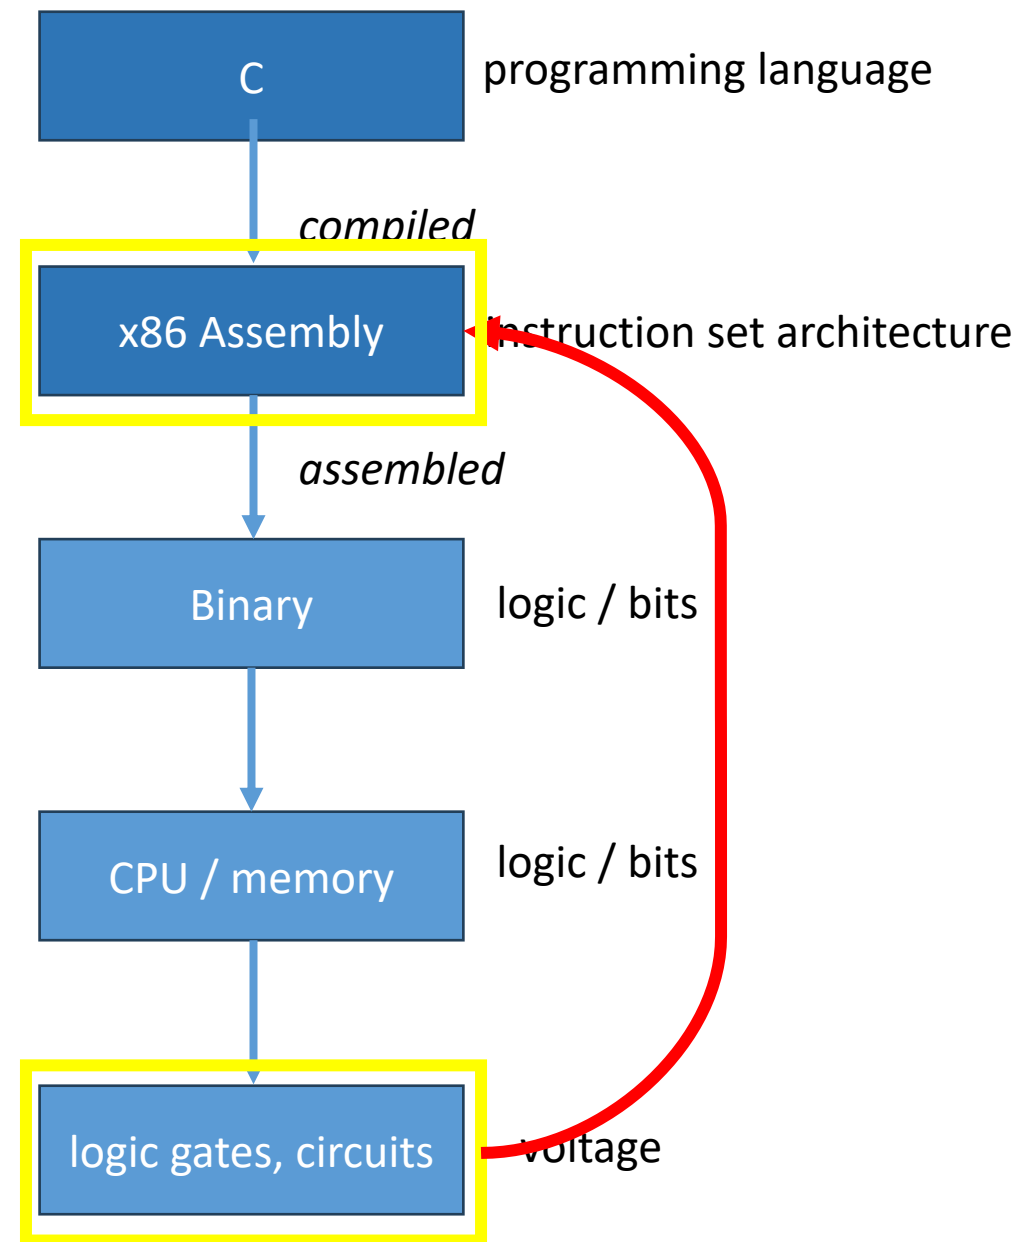 C
programming language
compiled
x86 Assembly
instruction set architecture
assembled
Binary
logic / bits
CPU / memory
logic / bits
logic gates, circuits
voltage